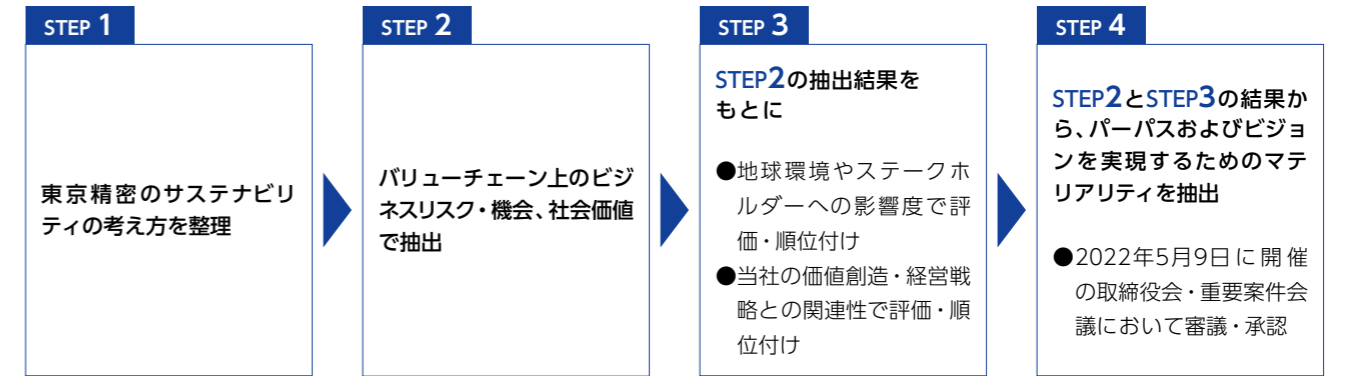 STEP 1
東京精密のサステナビリ
ティの考え方を整理
STEP 2
バリューチェーン上のビジ
ネスリスク・機会、社会価値
で抽出
STEP 3
STEP2の抽出結果を
もとに
●地球環境やステークホ
ルダーへの影響度で評
価・順位付け
●当社の価値創造・経営戦
略との関連性で評価・順
位付け
STEP 4
STEP2とSTEP3の結果か
ら、パーパスおよびビジョ
ンを実現するためのマテ
リアリティを抽出
●2022年5月9日に開催
の取締役会・重要案件会
議において審議・承認